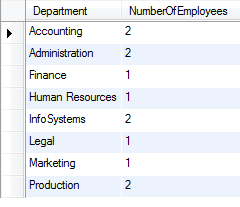 Department NumberOfEmployees
Accounting 2
Administration 2
Finance 1
Human Resources 1
InfoSystems 2
Legal 1
Marketing 1
Production 2